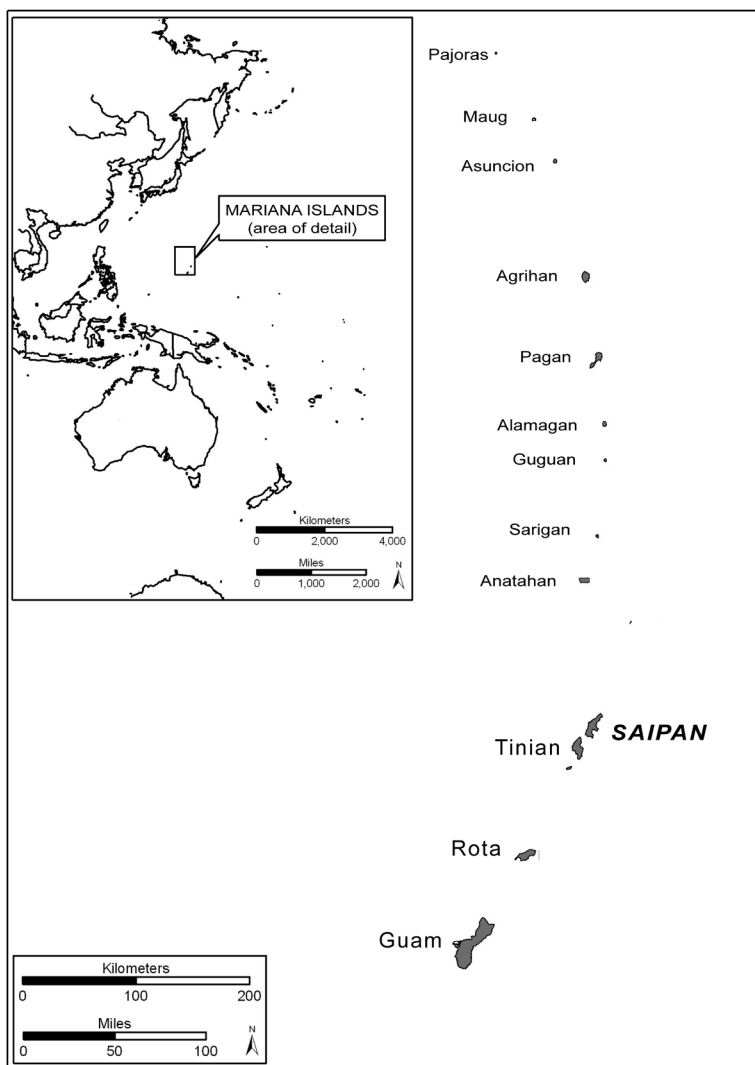 Pajoras
Maug
Asuncion
MARIANA ISLANDS
(area of detail)
Agrihan
Pagan
Alamagan
Guguan
Kilometers
0 2,000 4,000
Miles
0 1,000 2,000
N
Sarigan
Anatahan
SAIPAN
Tinian
Rota
Guam
Kilometers
0 100 200
Miles
0 50 100
N